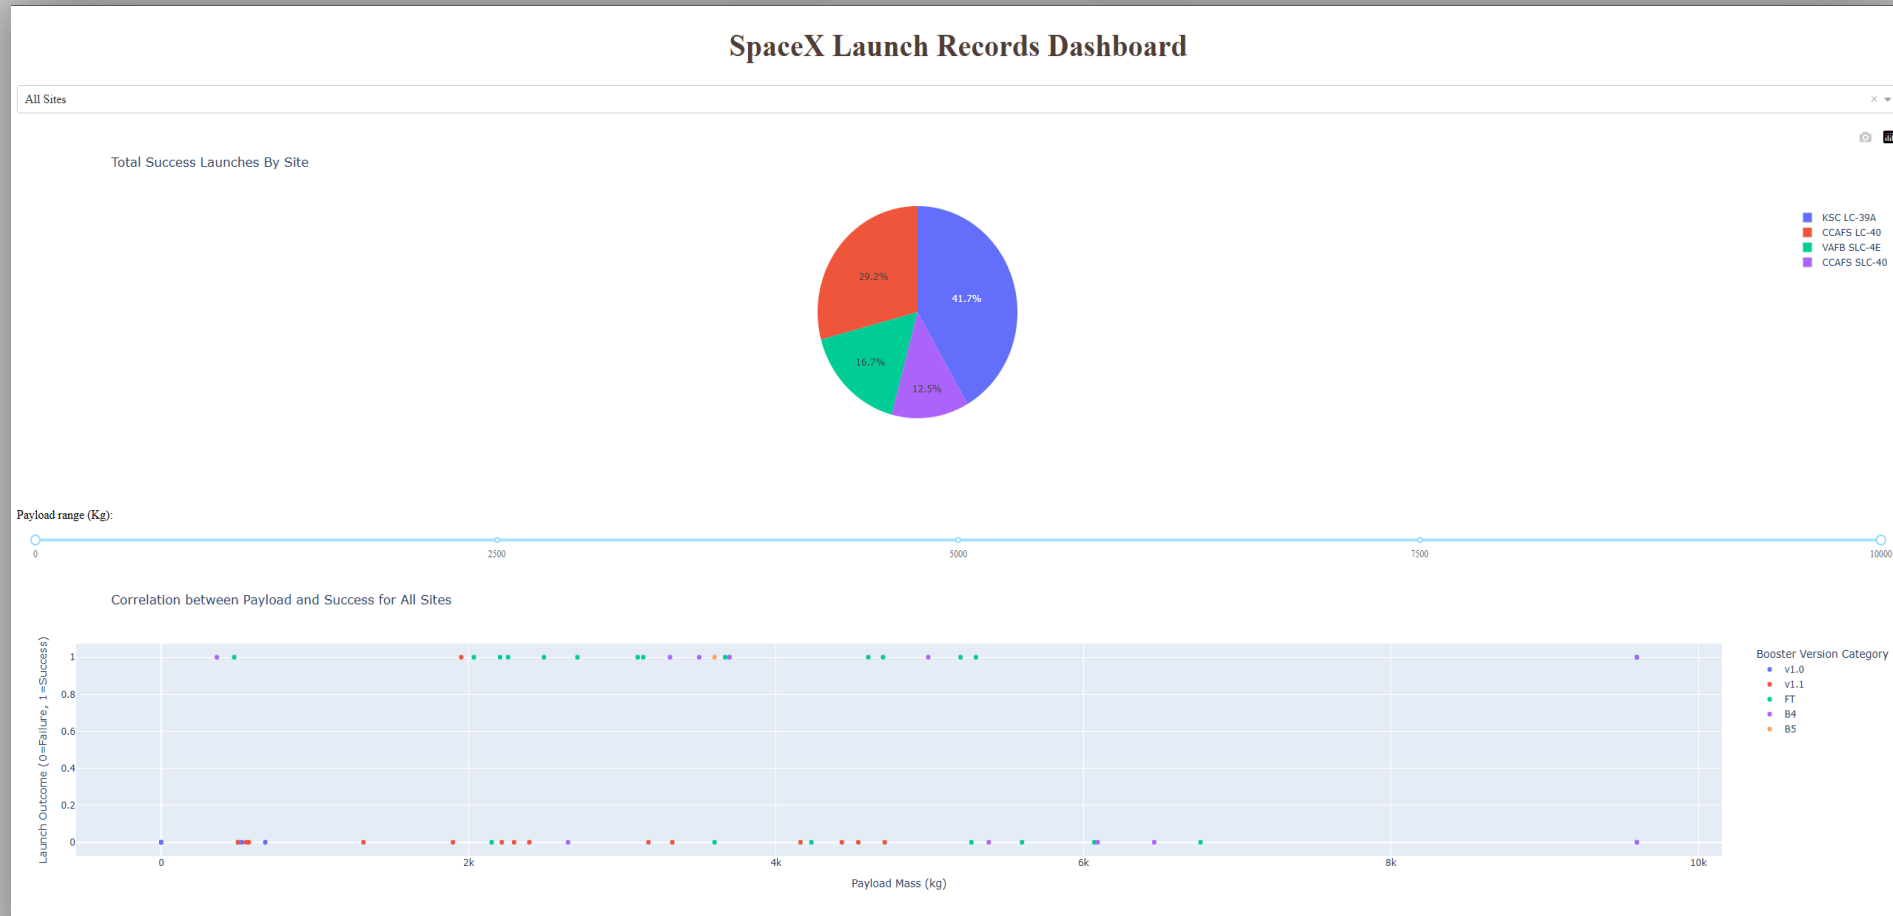 SpaceX Launch Records Dashboard
All Sites
×
Total Success Launches By Site
KSC LC-39A
CCAFS LC-40
VAFB SLC-4E
CCAFS SLC-40
29.2%
41.7%
16.7%
12.5%
Payload range (Kg):
0 2500 5000 7500 10000
Correlation between Payload and Success for All Sites
Launch Outcome (0=Failure, 1=Success)
1
0.8
0.6
0.4
0.2
0
0 2k 4k 6k 8k 10k
Payload Mass (kg)
Booster Version Category
v1.0
v1.1
FT
B4
B5